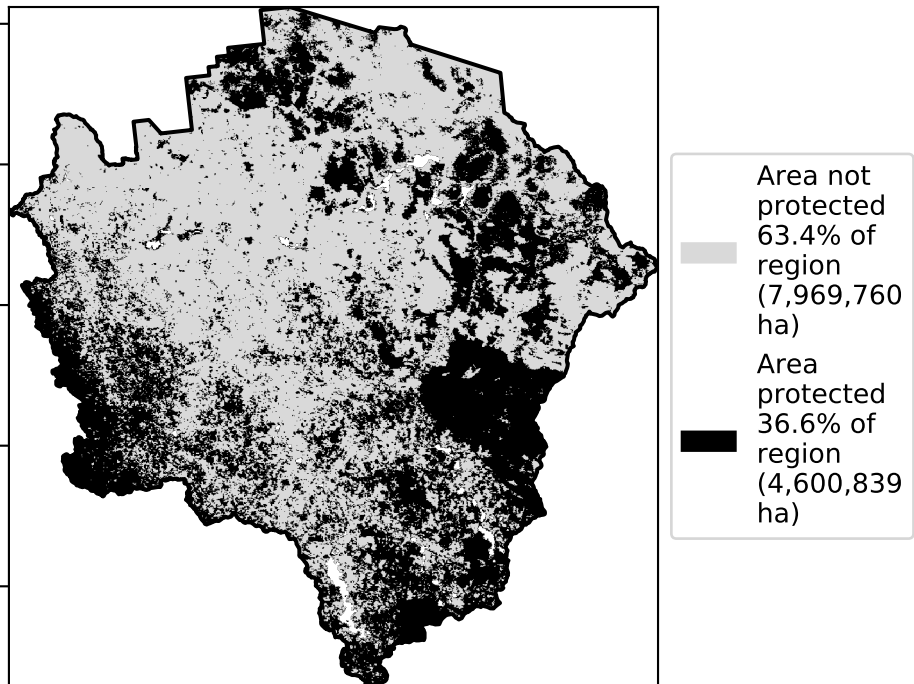 Area not
protected
63.4% of
region
(7,969,760
ha)
Area
protected
36.6% of
region
(4,600,839
ha)